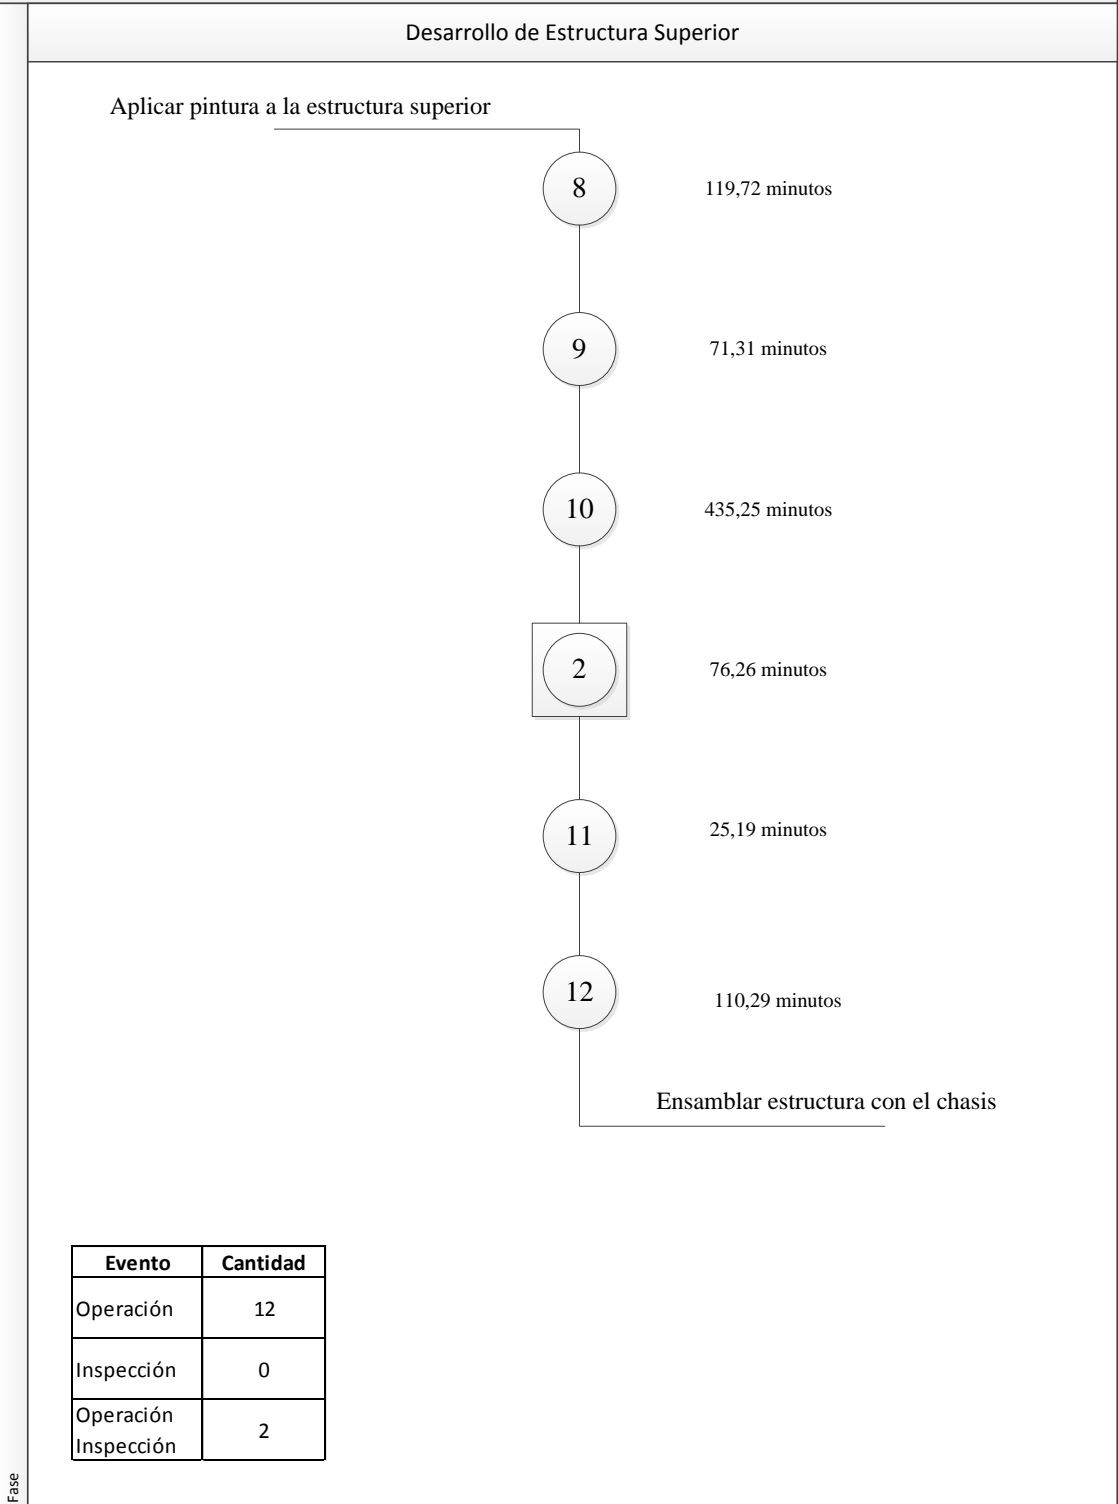 Desarrollo de Estructura Superior
Aplicar pintura a la estructura superior
8
119,72 minutos
9
71,31 minutos
10
435,25 minutos
2
76,26 minutos
11
25,19 minutos
12
110,29 minutos
Ensamblar estructura con el chasis
Evento Cantidad
Operación 12
Inspección 0
Operación
Inspección 2
Fase